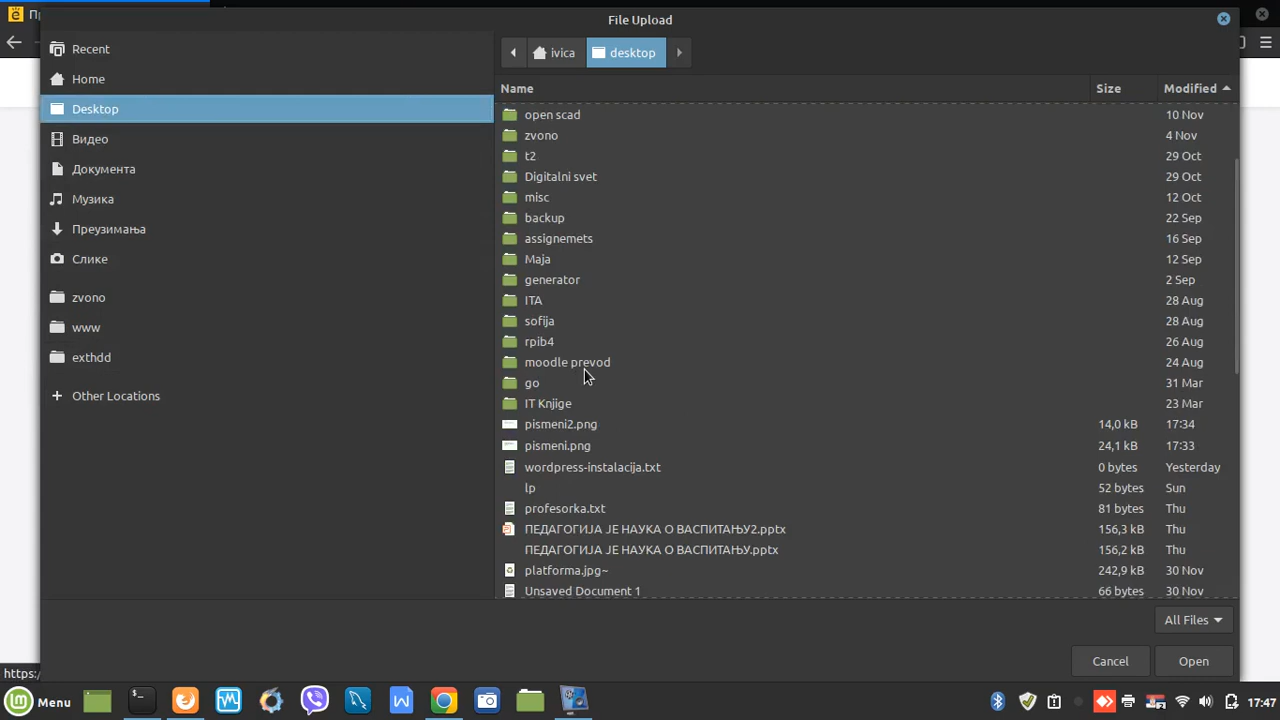 File Upload
Recent
Home
Desktop
Видео
Документа
Музика
Преузимања
Слике
zvono
www
exthdd
Other Locations
ivica
desktop
Name Size Modified
open scad 10 Nov
zvono 4 Nov
t2 29 Oct
Digitalni svet 29 Oct
misc 12 Oct
backup 22 Sep
assignemets 16 Sep
Maja 12 Sep
generator 2 Sep
ITA 28 Aug
sofija 28 Aug
rpib4 26 Aug
moodle prevod 24 Aug
go 31 Mar
IT Knjige 23 Mar
pismeni2.png 14,0 kB 17:34
pismeni.png 24,1 kB 17:33
wordpress-instalacija.txt 0 bytes Yesterday
lp 52 bytes Sun
profesorka.txt 81 bytes Thu
ПЕДАГОГИЈА ЈЕ НАУКА О ВАСПИТАЊУ2.pptx 156,3 kB Thu
ПЕДАГОГИЈА ЈЕ НАУКА О ВАСПИТАЊУ.pptx 156,2 kB Thu
platforma.jpg~ 242,9 kB 30 Nov
Unsaved Document 1 66 bytes 30 Nov
All Files
Cancel Open
https:/
Menu
17:47